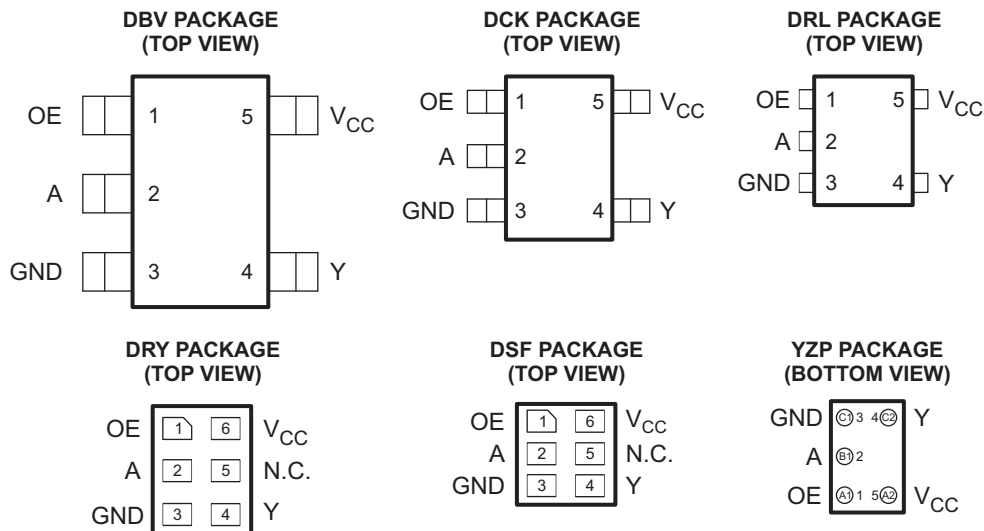 DBV PACKAGE
(TOP VIEW)
OE 1 5 VCC
A 2
GND 3 4 Y
DCK PACKAGE
(TOP VIEW)
OE 1 5 VCC
A 2
GND 3 4 Y
DRL PACKAGE
(TOP VIEW)
OE 1 5 VCC
A 2
GND 3 4 Y
DRY PACKAGE
(TOP VIEW)
OE 1 6 VCC
A 2 5 N.C.
GND 3 4 Y
DSF PACKAGE
(TOP VIEW)
OE 1 6 VCC
A 2 5 N.C.
GND 3 4 Y
YZP PACKAGE
(BOTTOM VIEW)
GND C1 3 4 C2 Y
A B1 2
OE A1 1 5 A2 VCC